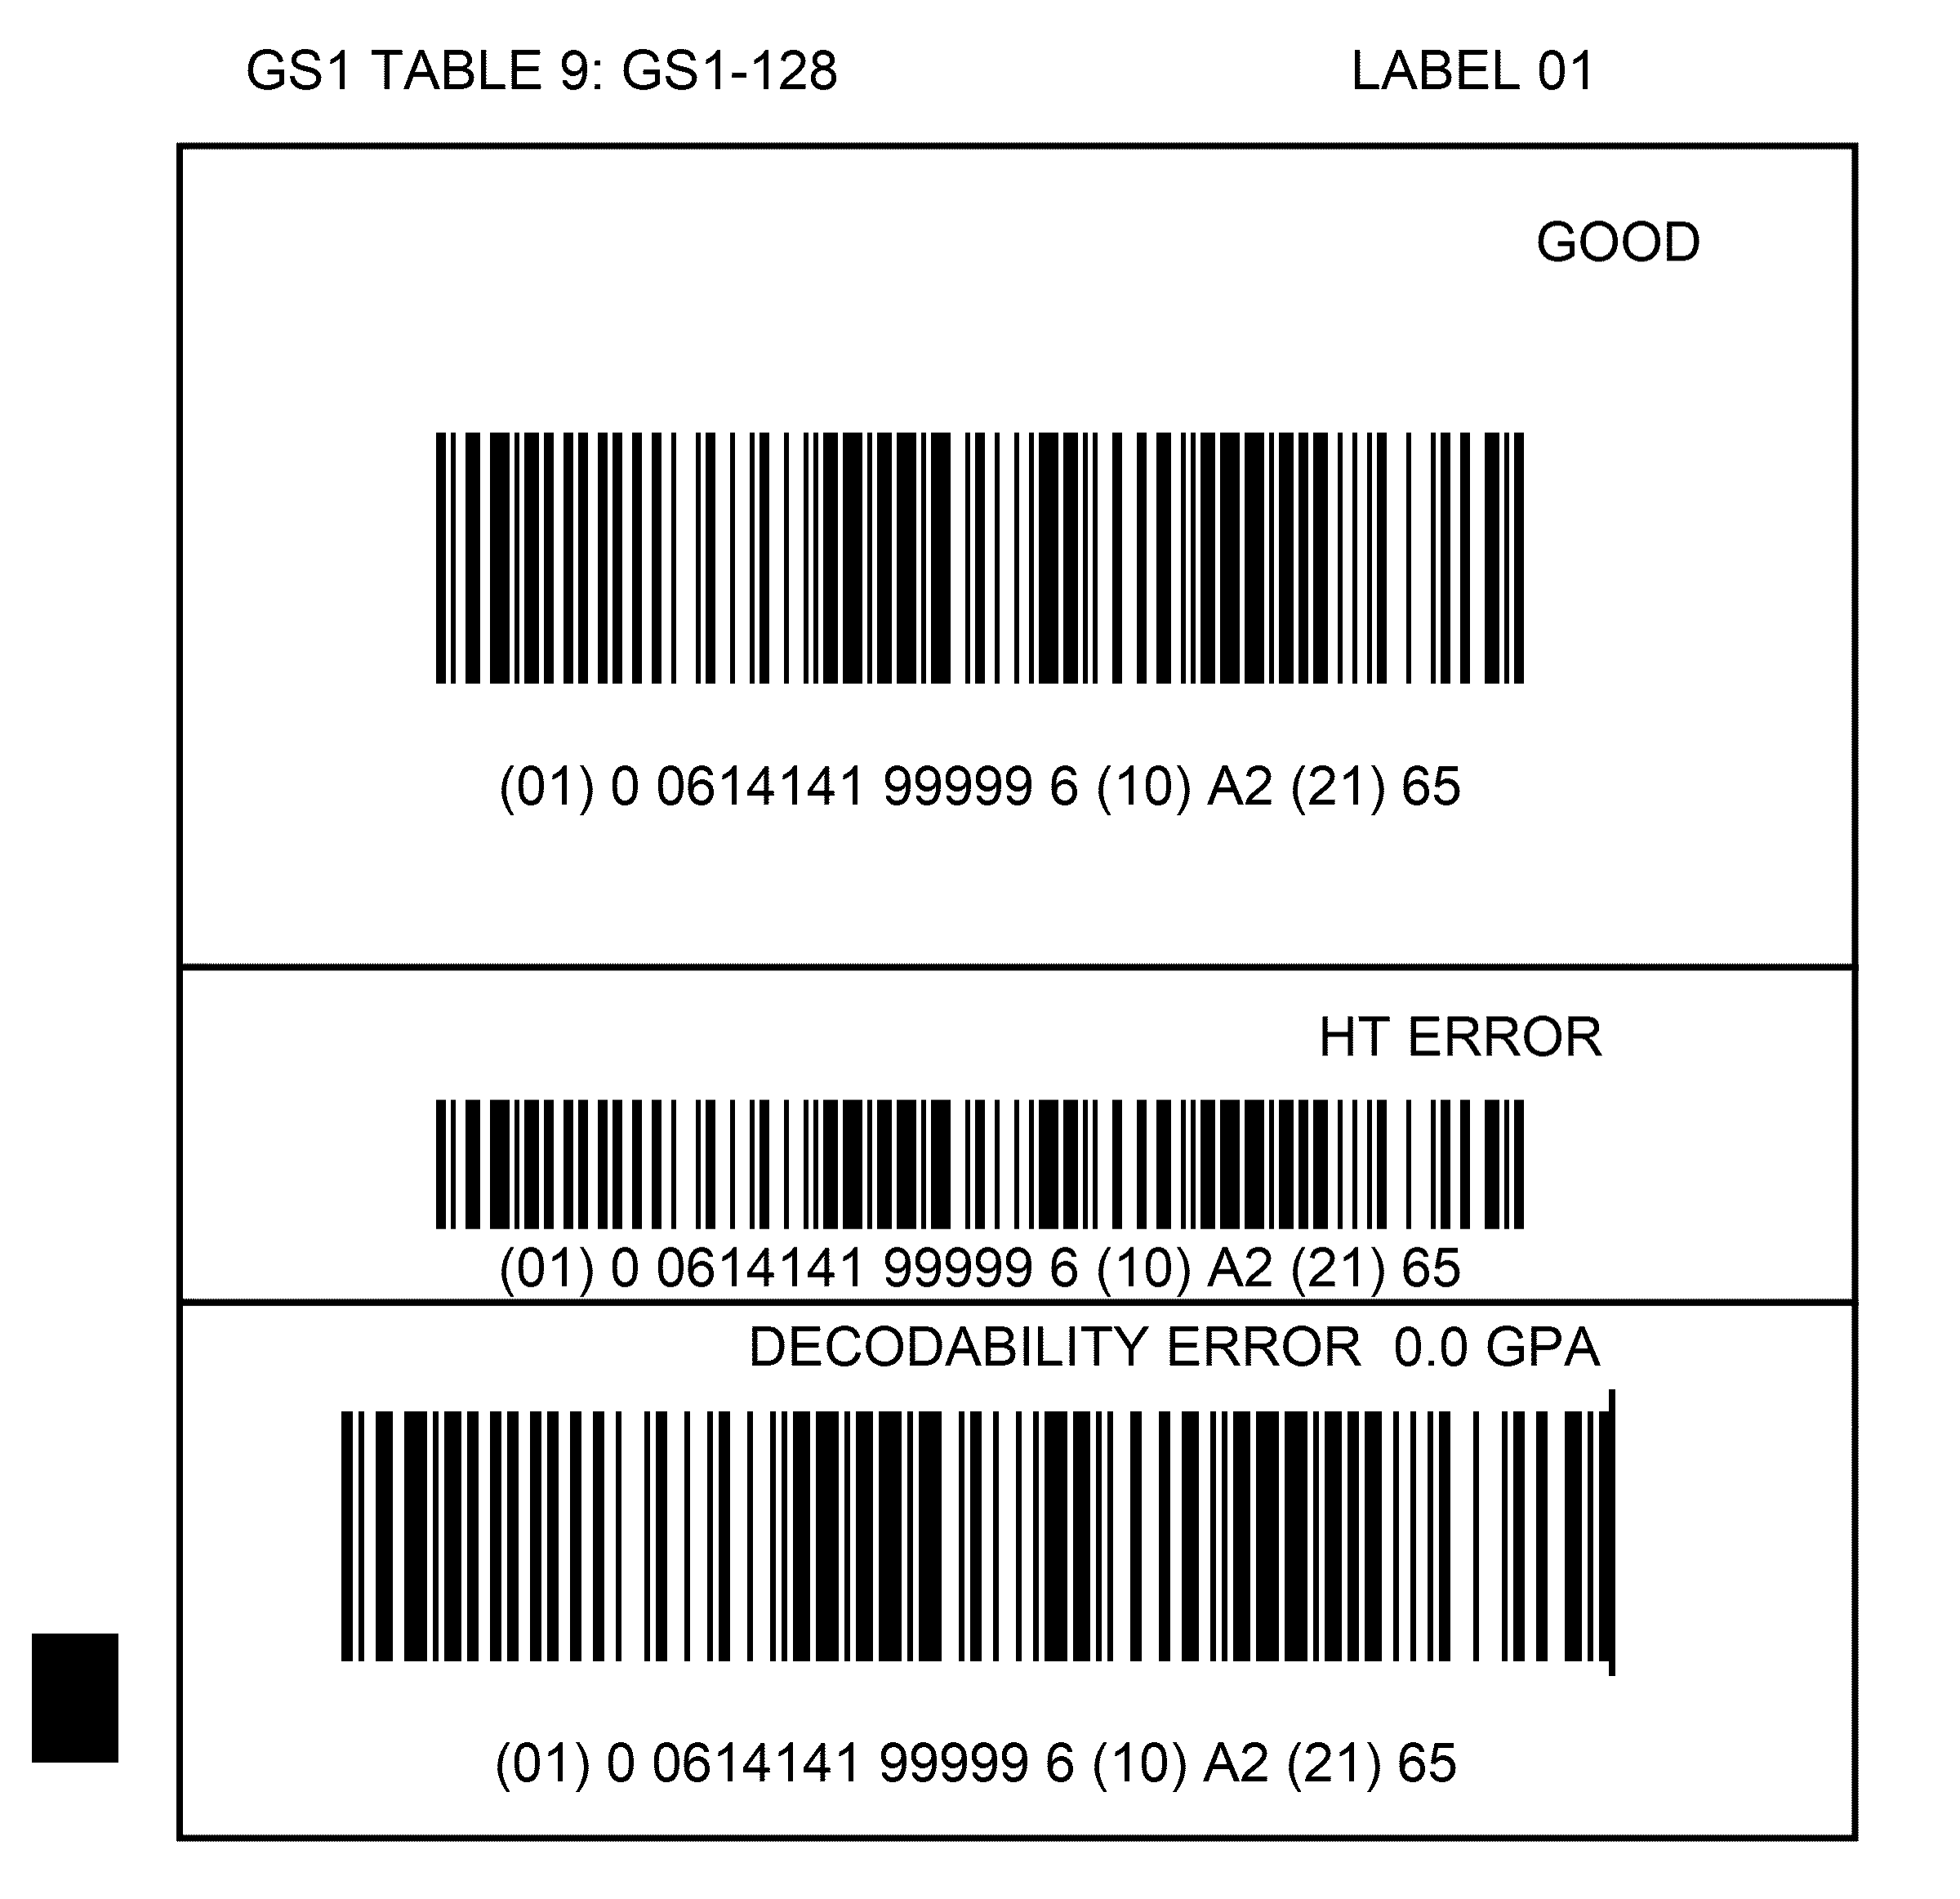 GS1 TABLE 9: GS1-128 LABEL 01
GOOD
(01) 0 0614141 99999 6 (10) A2 (21) 65
HT ERROR
(01) 0 0614141 99999 6 (10) A2 (21) 65
DECODABILITY ERROR 0.0 GPA
(01) 0 0614141 99999 6 (10) A2 (21) 65